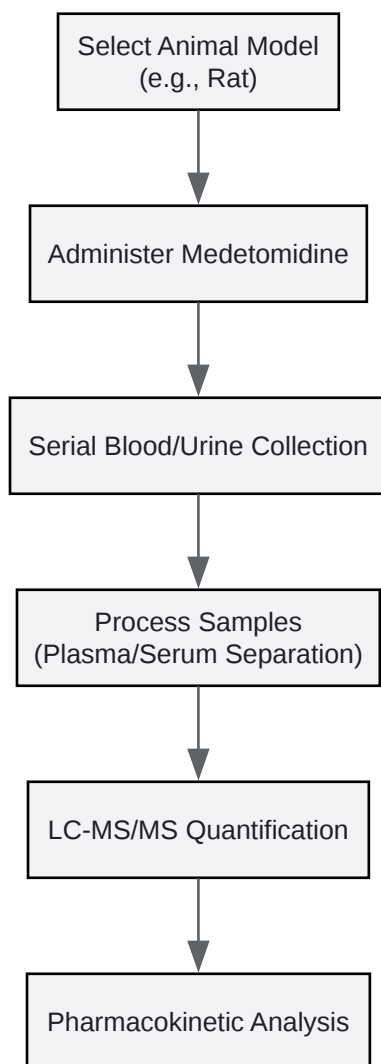 Select Animal Model
(e.g., Rat)
Administer Medetomidine
Serial Blood/Urine Collection
Process Samples
(Plasma/Serum Separation)
LC-MS/MS Quantification
Pharmacokinetic Analysis